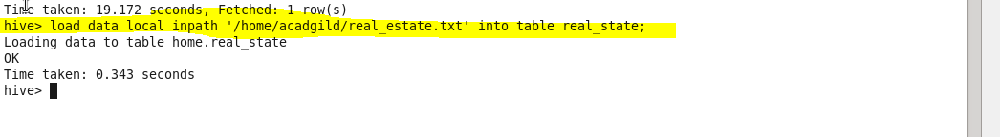 Time taken: 19.172 seconds, Fetched: 1 row(s)
hive> load data local inpath '/home/acadgild/real_estate.txt' into table real_state;
Loading data to table home.real_state
OK
Time taken: 0.343 seconds
hive>